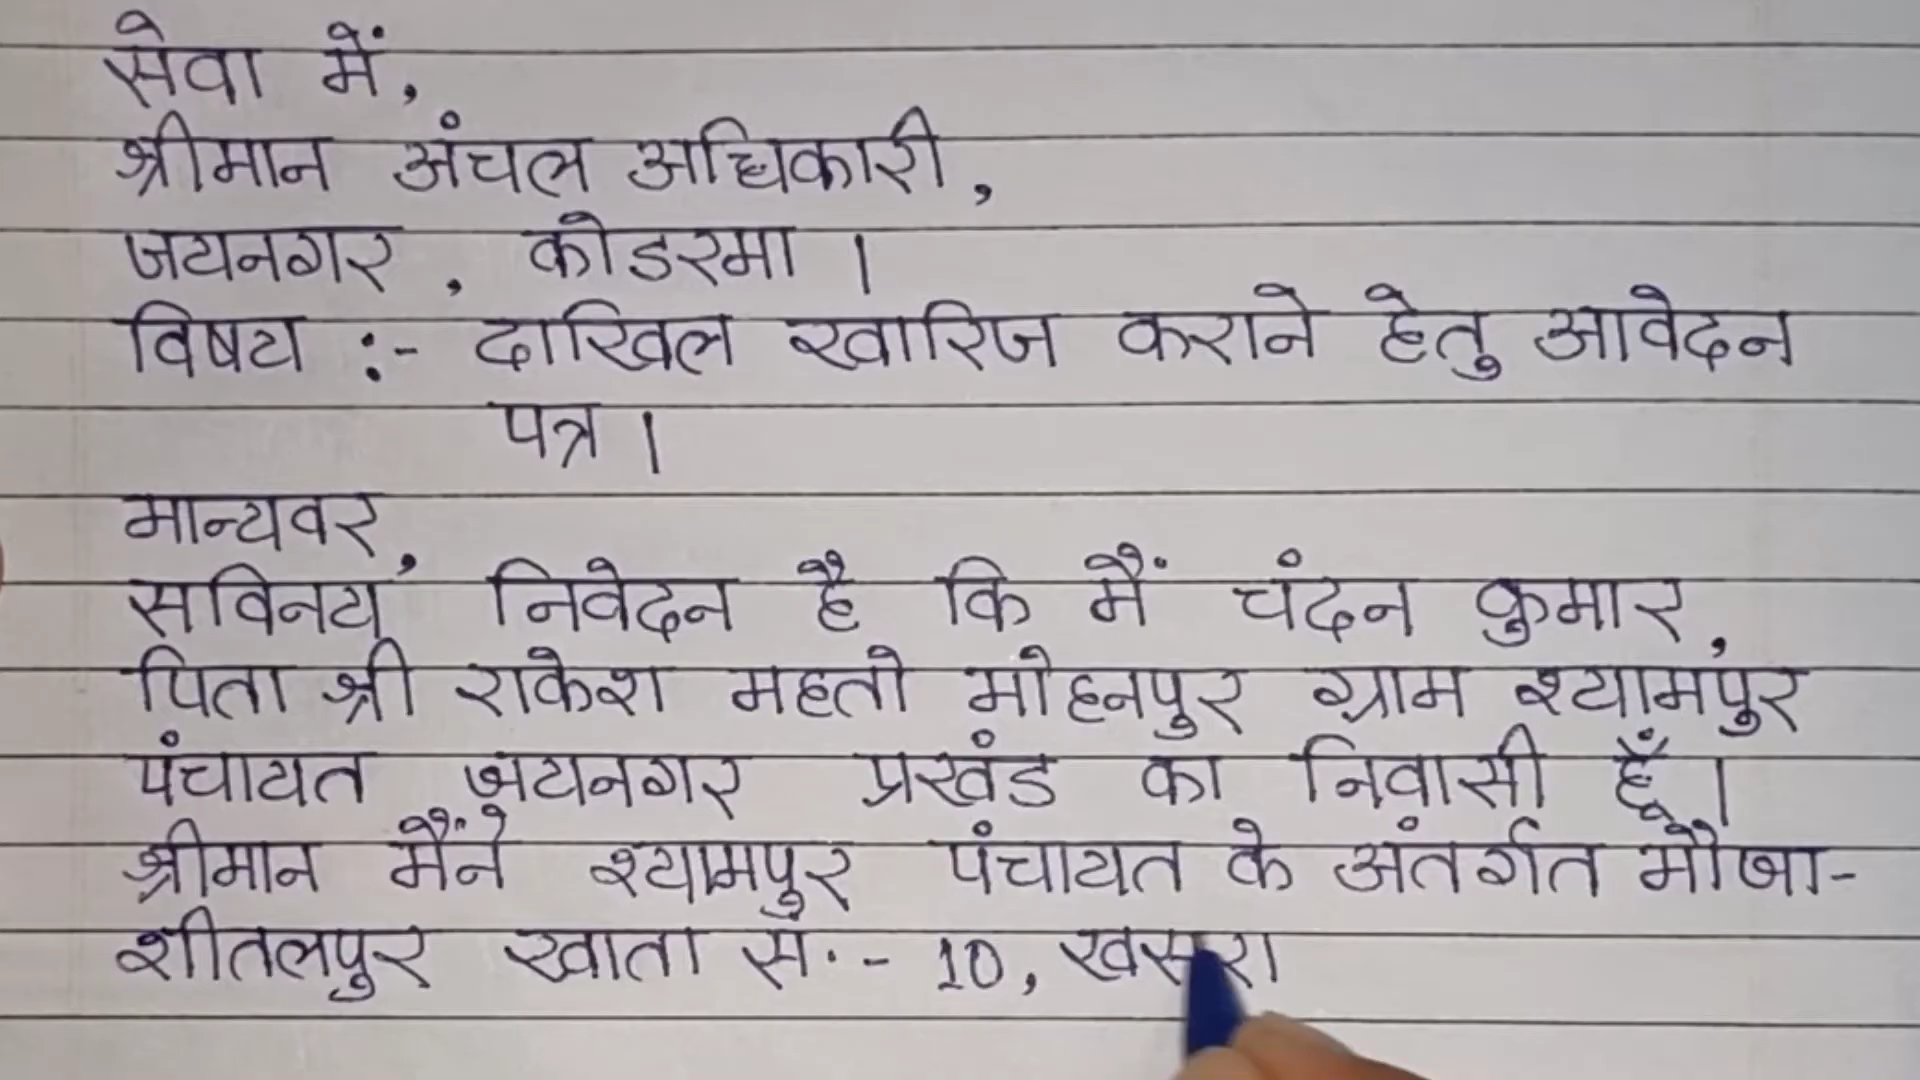 सेवा में,
श्रीमान अंचल अधिकारी,
जयनगर, कोडरमा ।
विषय :- दाखिल खारिज कराने हेतु आवेदन
पत्र ।
मान्यवर,
सविनय निवेदन है कि मैं चंदन कुमार,
पिता श्री राकेश महतो मोहनपुर ग्राम श्यामपुर
पंचायत जयनगर प्रखंड का निवासी हूँ ।
श्रीमान मैंने श्यामपुर पंचायत के अंतर्गत मौजा-
शीतलपुर खाता स.- 10, खसरा